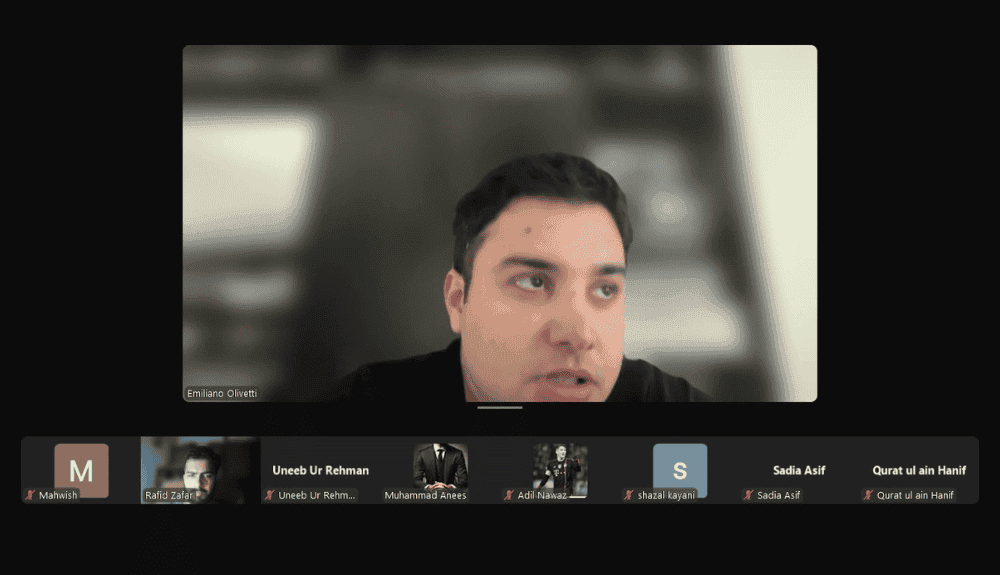 Emiliano Olivetti
M
Mahwish
Rafid Zafar
Uneeb Ur Rehman
Uneeb Ur Rehm...
Muhammad Anees
Adil Nawaz
S
shazal kayani
Sadia Asif
Sadia Asif
Qurat ul ain Hanif
Qurat ul ain Hanif